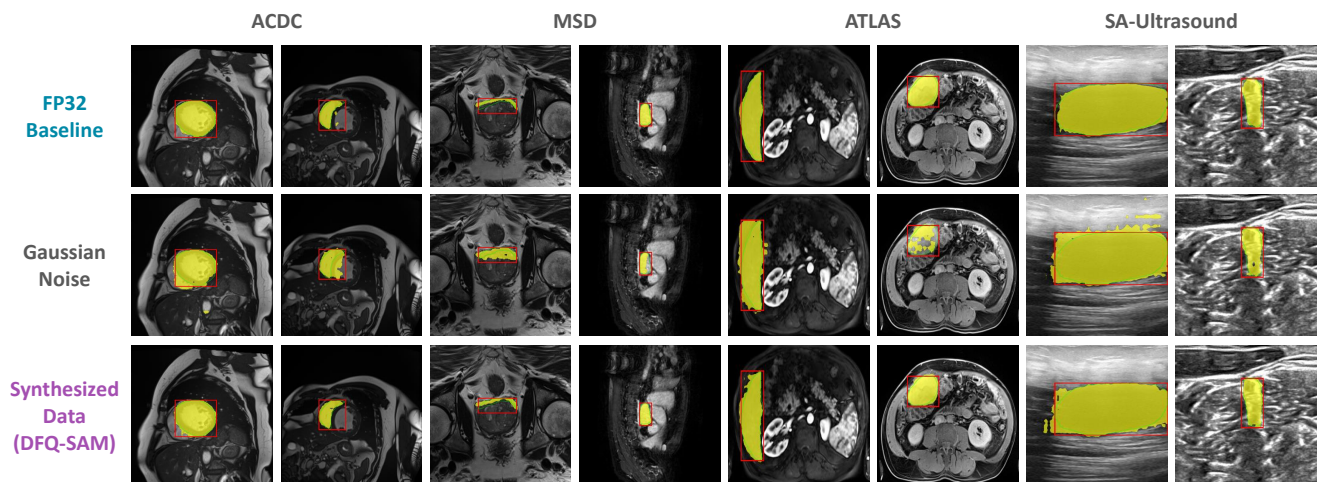 ACDC MSD ATLAS SA-Ultrasound
FP32
Baseline
Gaussian
Noise
Synthesized
Data
(DFQ-SAM)